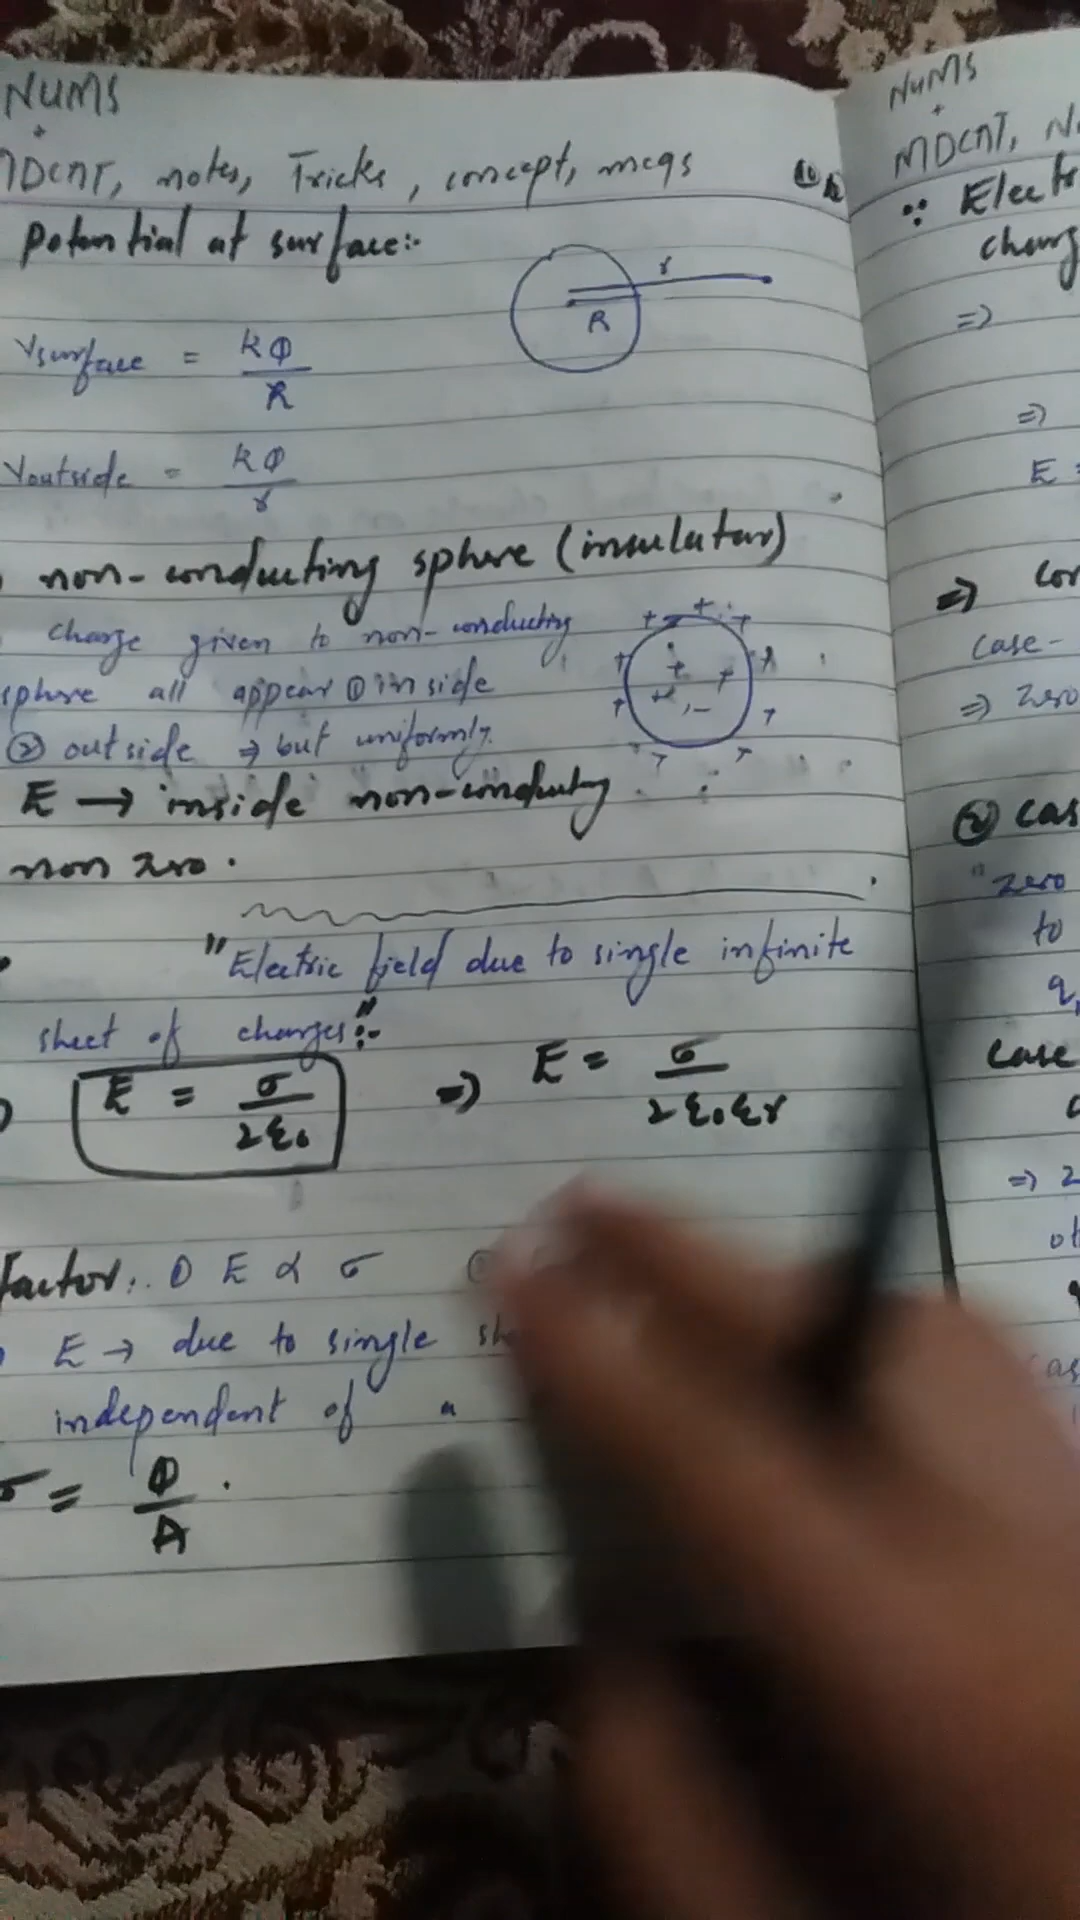 NUMS
+
MDCAT, notes, Tricks, concept, mcqs
Potential at surface:-
r
R
Vsurface = kQ/R
Voutside = kQ/r
non-conducting sphere (insulator)
charge given to non-conducting
sphere all appear ① inside
② outside → but uniformly.
E → inside non-conducting
non zero.
"Electric field due to single infinite
sheet of charges":-
E = σ/2ε₀ => E = σ/2ε₀εr
factor: ① E ∝ σ
E → due to single
independent of
σ = Q/A
NUMS
+
MDCAT, N
∵ Electr
charg
=>
=>
E =
=> con
case-
=> zero
② cas
"zero
to
case
=> 2